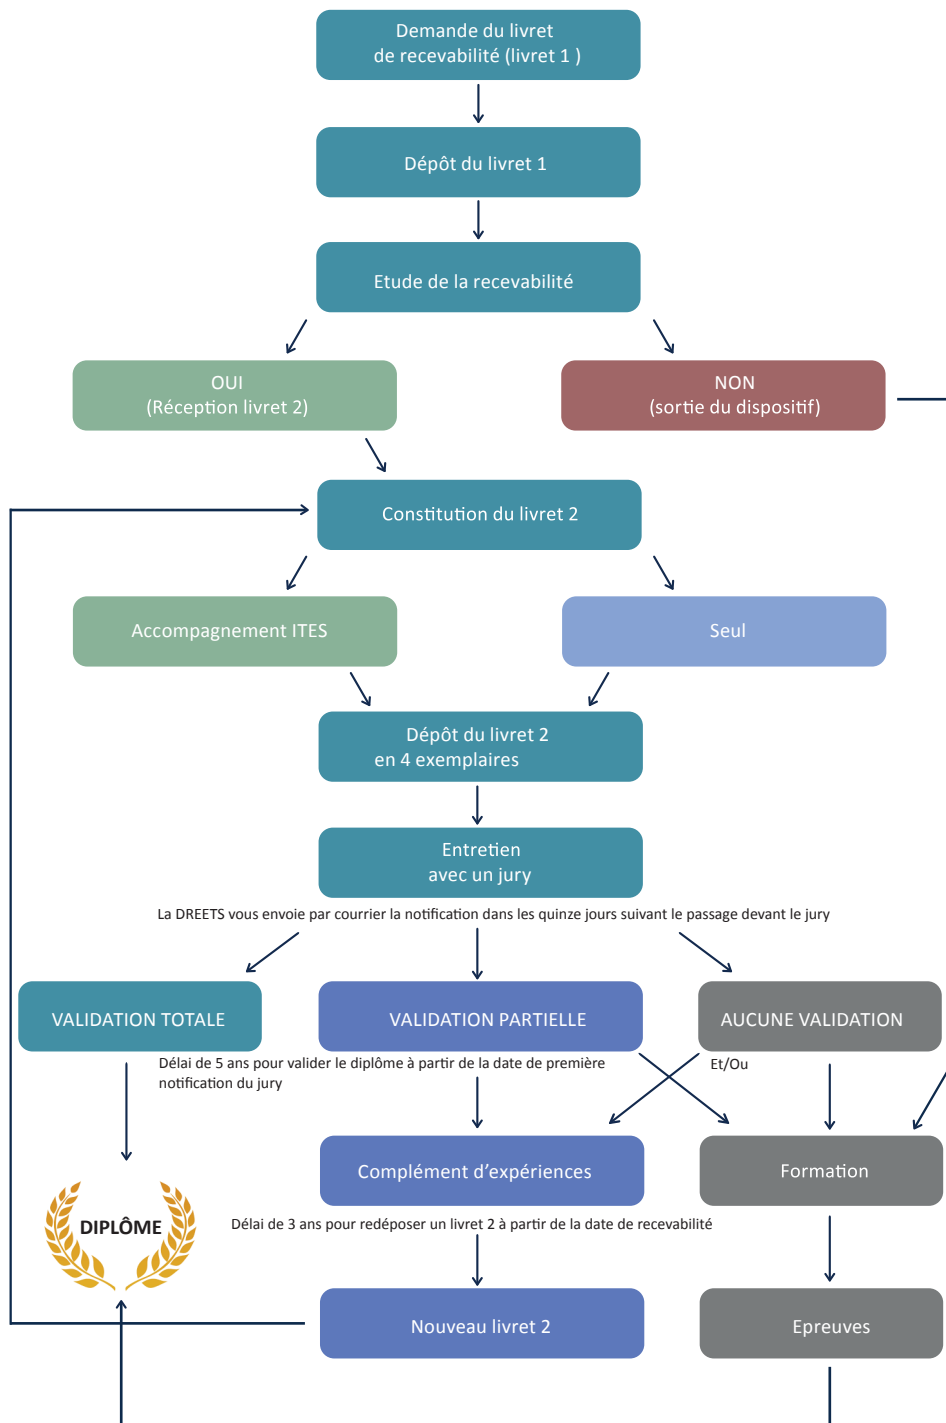 Demande du livret
de recevabilité (livret 1 )
Dépôt du livret 1
Etude de la recevabilité
OUI
(Réception livret 2)
NON
(sortie du dispositif)
Constitution du livret 2
Accompagnement ITES
Seul
Dépôt du livret 2
en 4 exemplaires
Entretien
avec un jury
La DREETS vous envoie par courrier la notification dans les quinze jours suivant le passage devant le jury
VALIDATION TOTALE
VALIDATION PARTIELLE
AUCUNE VALIDATION
Délai de 5 ans pour valider le diplôme à partir de la date de première
notification du jury
Et/Ou
Complément d’expériences
Formation
DIPLÔME
Délai de 3 ans pour redéposer un livret 2 à partir de la date de recevabilité
Nouveau livret 2
Epreuves